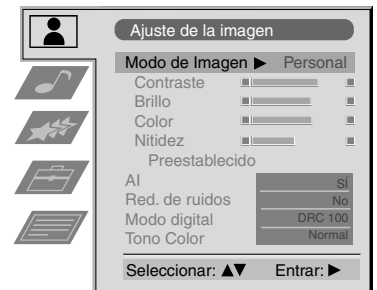 Ajuste de la imagen
Modo de Imagen ▶ Personal
Contraste
Brillo
Color
Nitidez
Preestablecido
AI SÍ
Red. de ruidos No
Modo digital DRC 100
Tono Color Normal
Seleccionar: ▲▼ Entrar: ▶